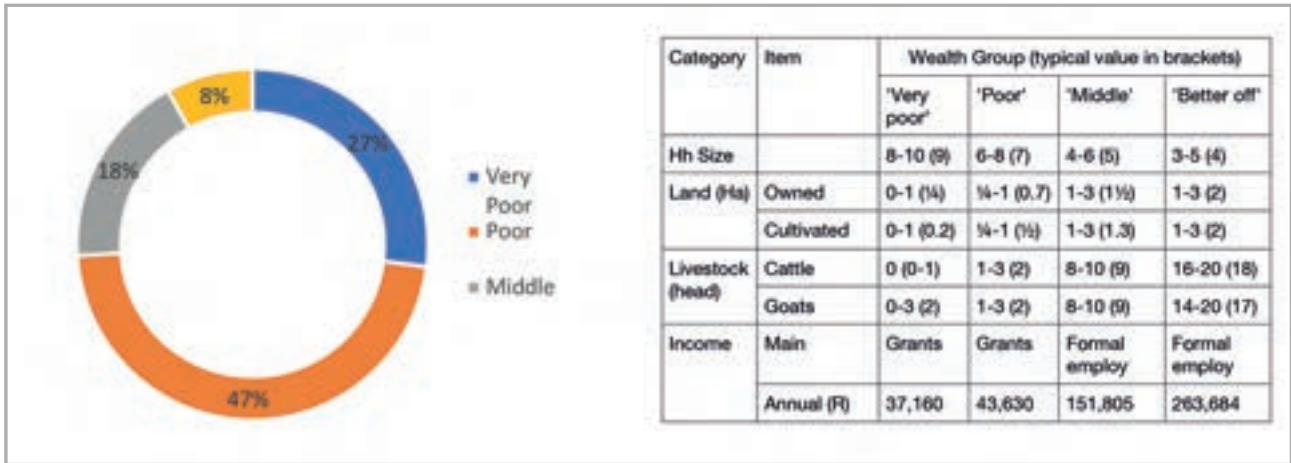 8%
27%
18%
47%
Very
Poor
Poor
Middle
Category Item Wealth Group (typical value in brackets)
'Very poor' 'Poor' 'Middle' 'Better off'
Hh Size 8-10 (9) 6-8 (7) 4-6 (5) 3-5 (4)
Land (Ha) Owned 0-1 (¼) ¼-1 (0.7) 1-3 (1½) 1-3 (2)
Cultivated 0-1 (0.2) ¼-1 (½) 1-3 (1.3) 1-3 (2)
Livestock (head) Cattle 0 (0-1) 1-3 (2) 8-10 (9) 16-20 (18)
Goats 0-3 (2) 1-3 (2) 8-10 (9) 14-20 (17)
Income Main Grants Grants Formal employ Formal employ
Annual (R) 37,160 43,630 151,805 263,684